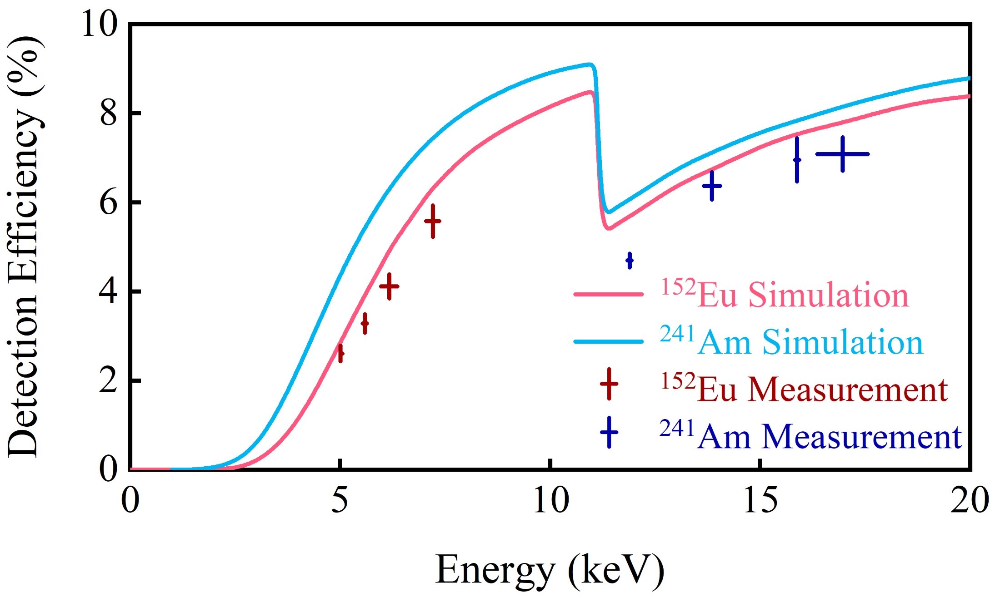 Detection Efficiency (%)
10
8
6
4
2
0
¹⁵²Eu Simulation
²⁴¹Am Simulation
¹⁵²Eu Measurement
²⁴¹Am Measurement
0 5 10 15 20
Energy (keV)